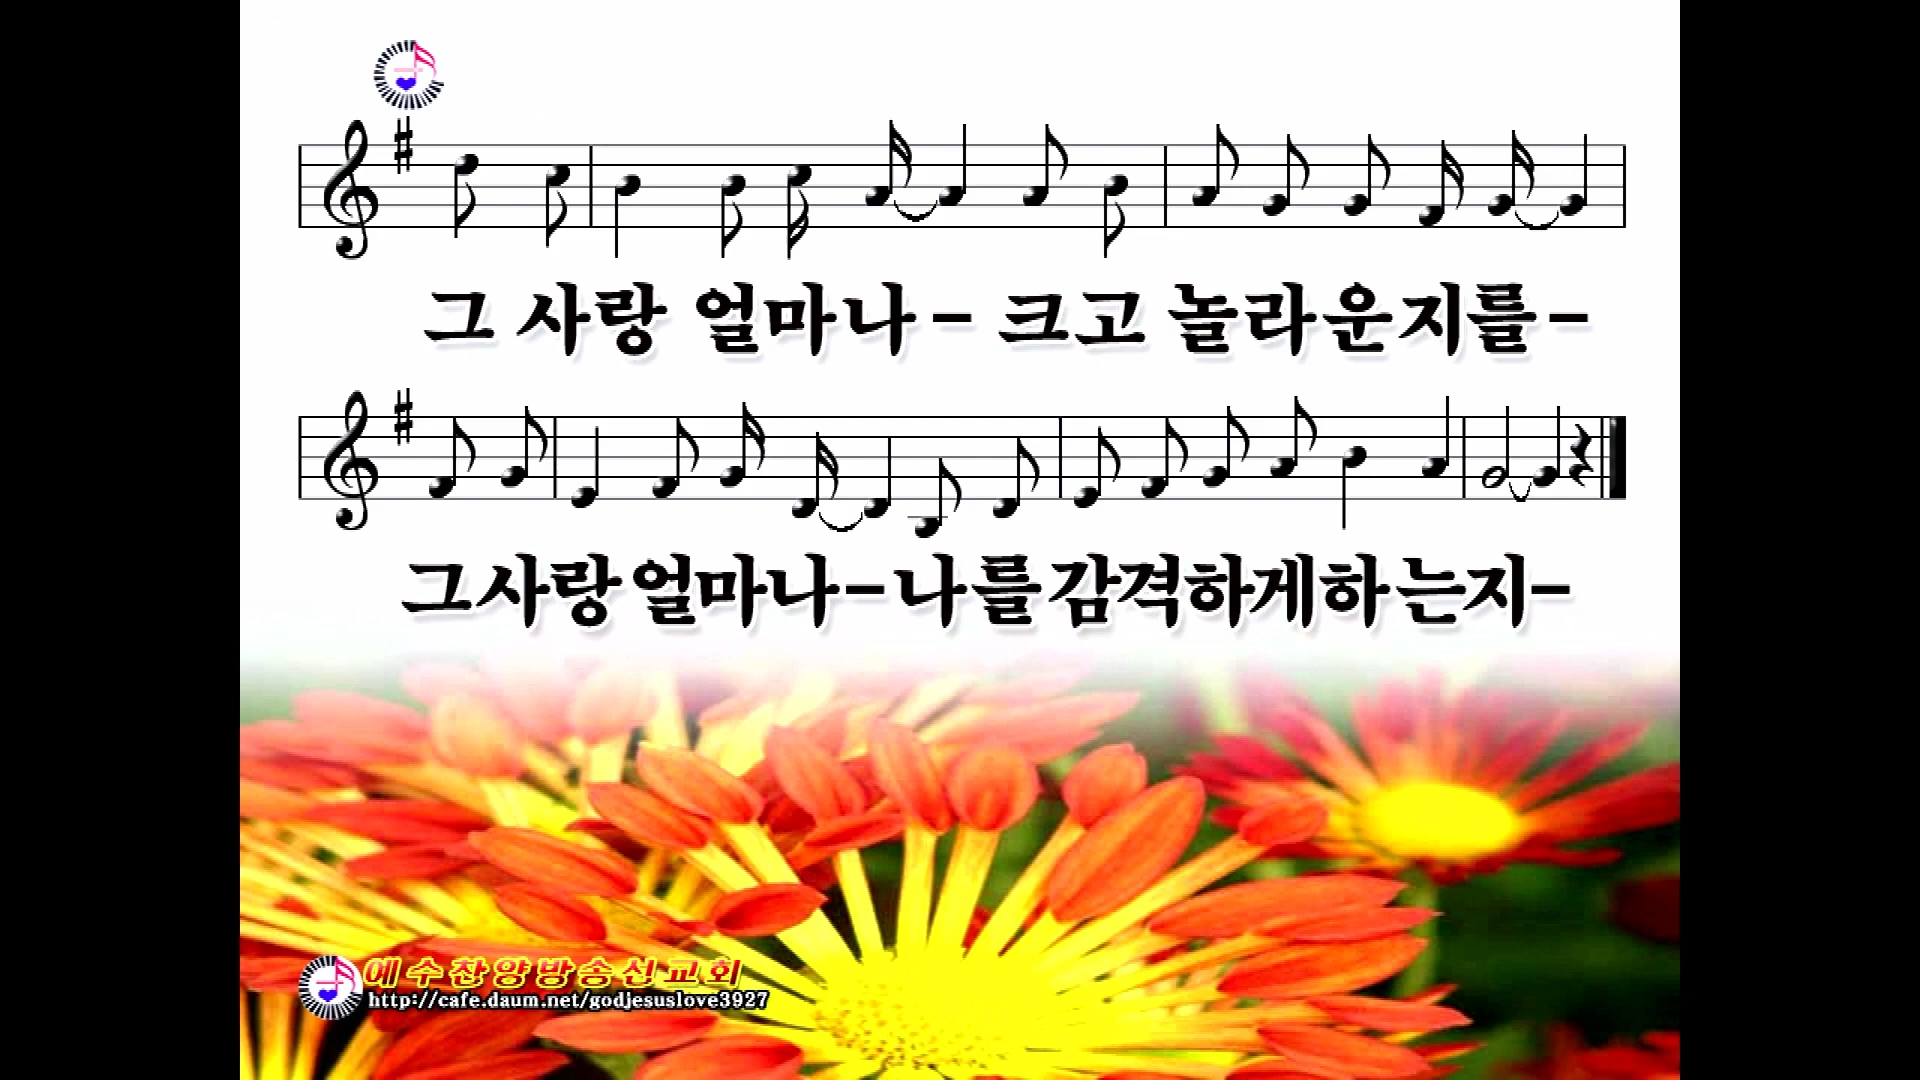 그 사랑 얼마나 - 크고 놀라운지를 -
그사랑 얼마나 - 나를 감격하게하는지 -
예수찬양방송선교회
http://cafe.daum.net/godjesuslove3927